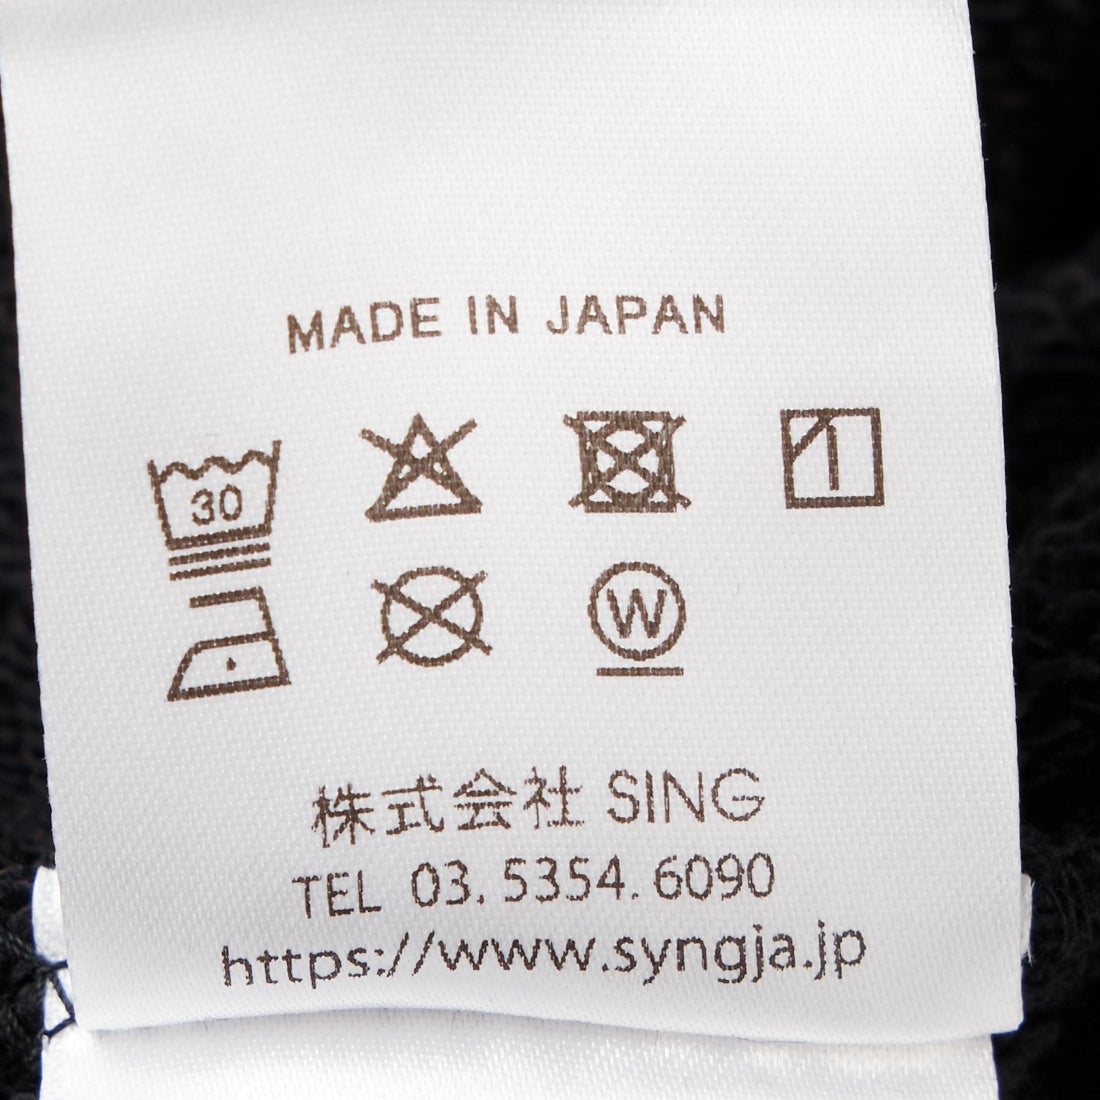 MADE IN JAPAN
30
W
株式会社 SING
TEL 03. 5354. 6090
https://www.syngja.jp